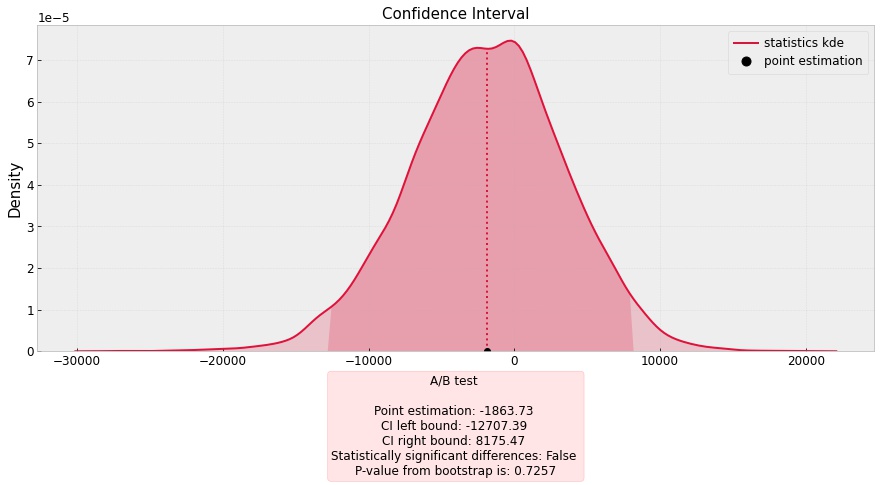 Confidence Interval
1e−5
statistics kde
point estimation
Density
7
6
5
4
3
2
1
0
−30000 −20000 −10000 0 10000 20000
A/B test
Point estimation: -1863.73
CI left bound: -12707.39
CI right bound: 8175.47
Statistically significant differences: False
P-value from bootstrap is: 0.7257